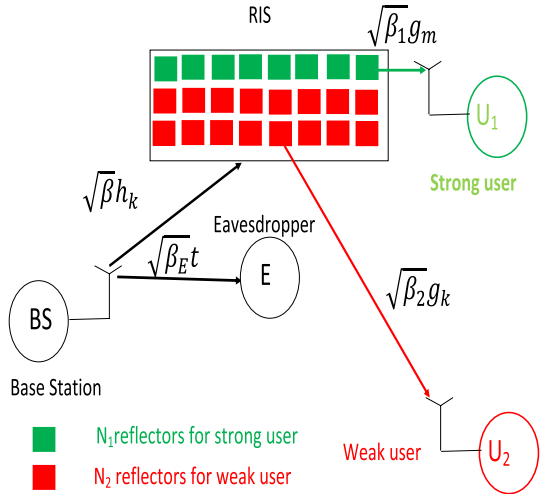 RIS
√β₁gₘ
U₁
Strong user
√βhₖ
Eavesdropper
√β_E t
E
√β₂gₖ
BS
Base Station
N₁reflectors for strong user
Weak user
U₂
N₂ reflectors for weak user